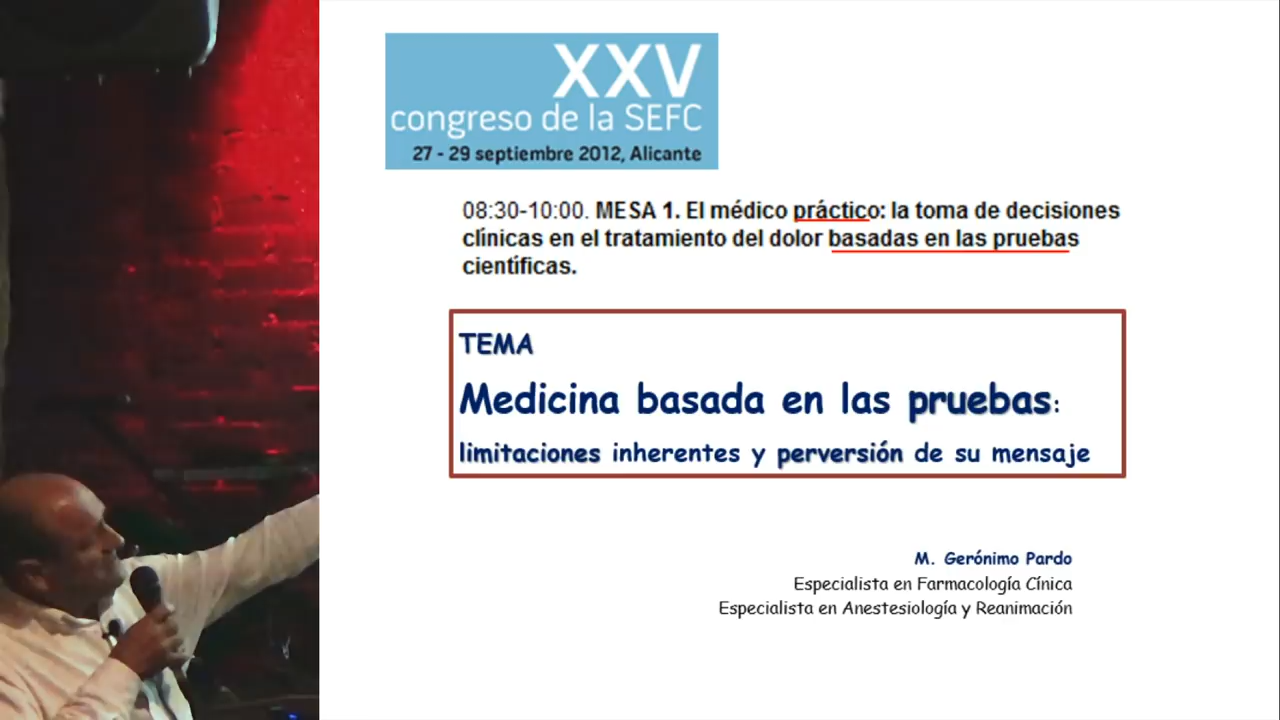 XXV
congreso de la SEFC
27 - 29 septiembre 2012, Alicante
08:30-10:00. MESA 1. El médico práctico: la toma de decisiones
clínicas en el tratamiento del dolor basadas en las pruebas
científicas.
TEMA
Medicina basada en las pruebas:
limitaciones inherentes y perversión de su mensaje
M. Gerónimo Pardo
Especialista en Farmacología Cínica
Especialista en Anestesiología y Reanimación